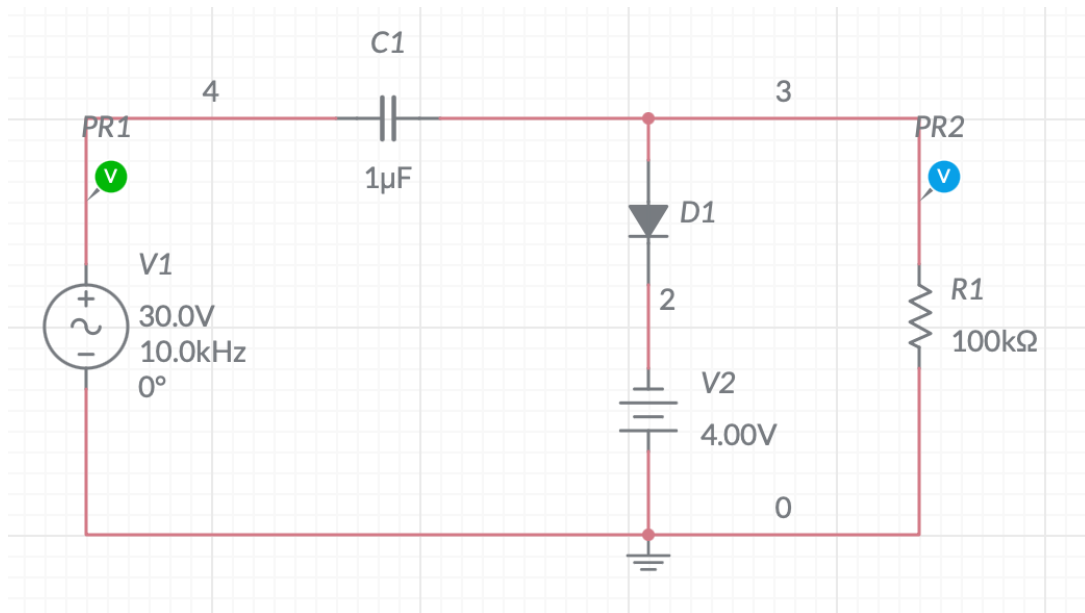 C1
4
3
PR1
PR2
1μF
V
V
D1
V1
30.0V
10.0kHz
0°
2
R1
100kΩ
V2
4.00V
0